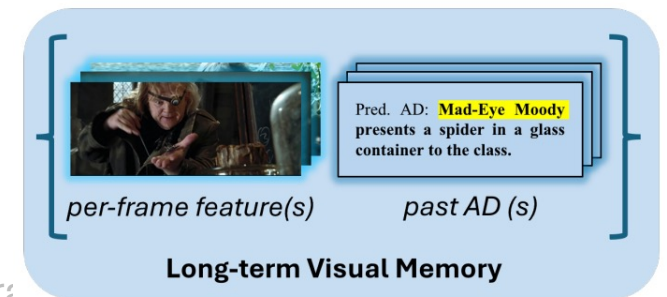 Pred. AD: Mad-Eye Moody
presents a spider in a glass
container to the class.
per-frame feature(s)
past AD (s)
Long-term Visual Memory